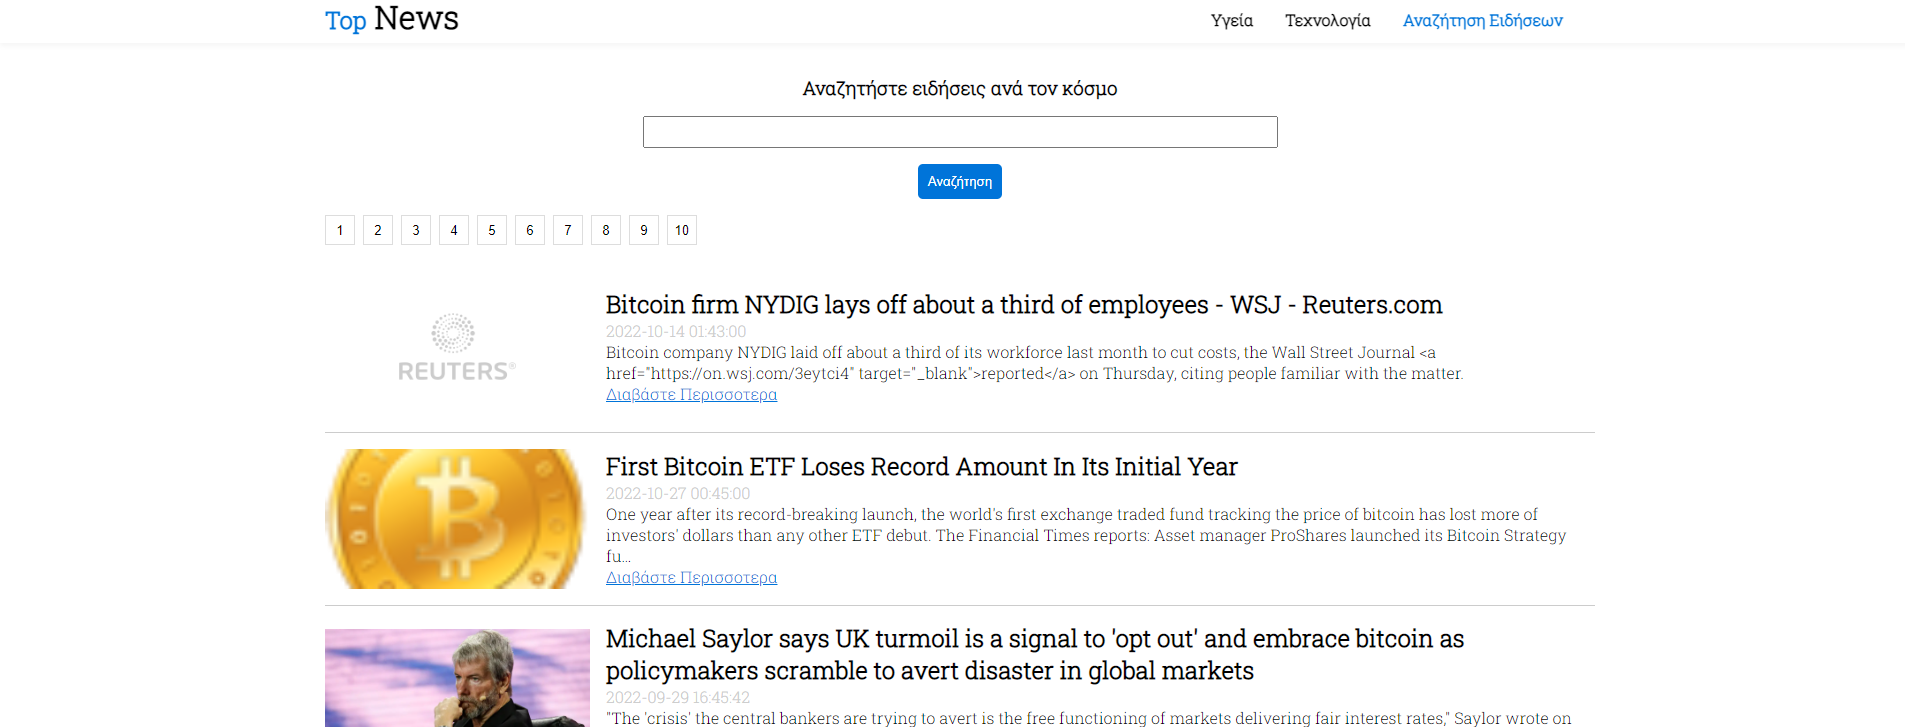 Top News
Υγεία Τεχνολογία Αναζήτηση Ειδήσεων
Αναζητήστε ειδήσεις ανά τον κόσμο
Αναζήτηση
1 2 3 4 5 6 7 8 9 10
REUTERS®
Bitcoin firm NYDIG lays off about a third of employees - WSJ - Reuters.com
2022-10-14 01:43:00
Bitcoin company NYDIG laid off about a third of its workforce last month to cut costs, the Wall Street Journal <a
href="https://on.wsj.com/3eytci4" target="_blank">reported</a> on Thursday, citing people familiar with the matter.
Διαβάστε Περισσοτερα
First Bitcoin ETF Loses Record Amount In Its Initial Year
2022-10-27 00:45:00
One year after its record-breaking launch, the world's first exchange traded fund tracking the price of bitcoin has lost more of
investors' dollars than any other ETF debut. The Financial Times reports: Asset manager ProShares launched its Bitcoin Strategy
fu...
Διαβάστε Περισσοτερα
Michael Saylor says UK turmoil is a signal to 'opt out' and embrace bitcoin as
policymakers scramble to avert disaster in global markets
2022-09-29 16:45:42
"The 'crisis' the central bankers are trying to avert is the free functioning of markets delivering fair interest rates," Saylor wrote on